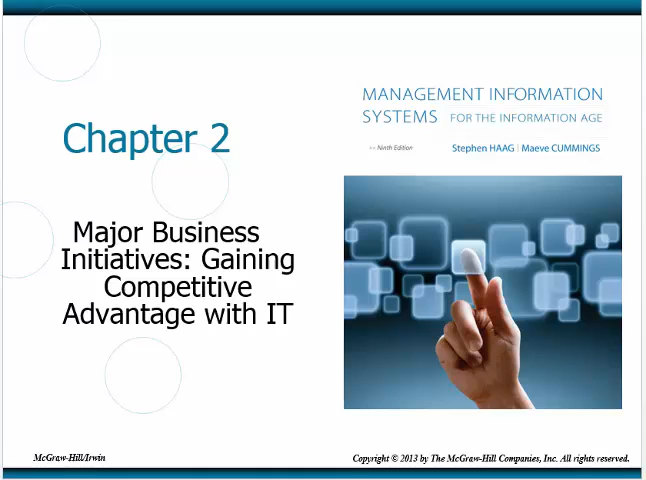 MANAGEMENT INFORMATION
SYSTEMS FOR THE INFORMATION AGE
Ninth Edition
Stephen HAAG | Maeve CUMMINGS
Chapter 2
Major Business
Initiatives: Gaining
Competitive
Advantage with IT
McGraw-Hill/Irwin
Copyright © 2013 by The McGraw-Hill Companies, Inc. All rights reserved.